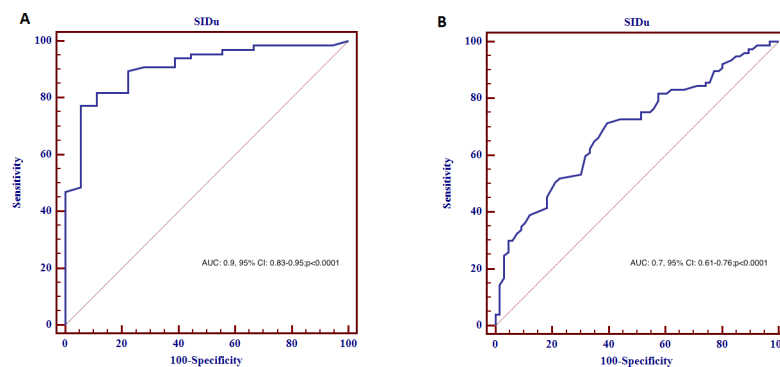 A
SIDu
100
80
60
40
20
0
Sensitivity
AUC: 0.9, 95% CI: 0.83-0.95;p<0.0001
0 20 40 60 80 100
100-Specificity
B
SIDu
100
80
60
40
20
0
Sensitivity
AUC: 0.7, 95% CI: 0.61-0.76;p<0.0001
0 20 40 60 80 100
100-Specificity